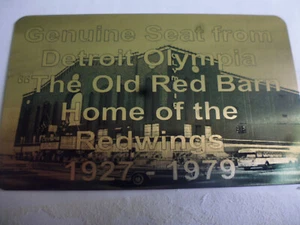 Genuine Seat from
Detroit Olympia
"The Old Red Barn
Home of the
Redwings
1927 1979